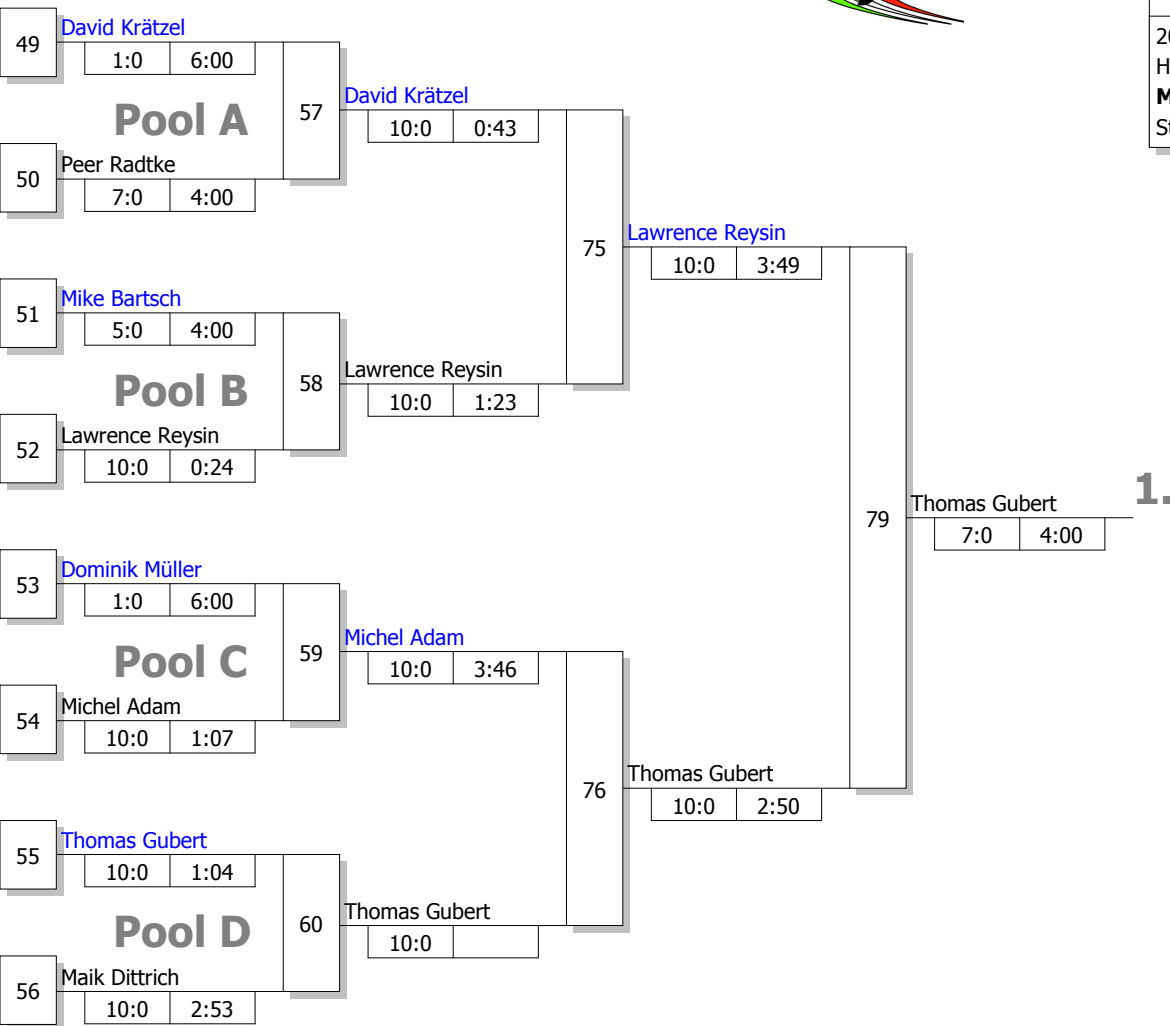 49
David Krätzel
1:0 6:00
Pool A
50
Peer Radtke
7:0 4:00
57
David Krätzel
10:0 0:43
51
Mike Bartsch
5:0 4:00
Pool B
52
Lawrence Reysin
10:0 0:24
58
Lawrence Reysin
10:0 1:23
75
Lawrence Reysin
10:0 3:49
53
Dominik Müller
1:0 6:00
Pool C
54
Michel Adam
10:0 1:07
59
Michel Adam
10:0 3:46
55
Thomas Gubert
10:0 1:04
Pool D
56
Maik Dittrich
10:0 2:53
60
Thomas Gubert
10:0
76
Thomas Gubert
10:0 2:50
79
Thomas Gubert
7:0 4:00
1.